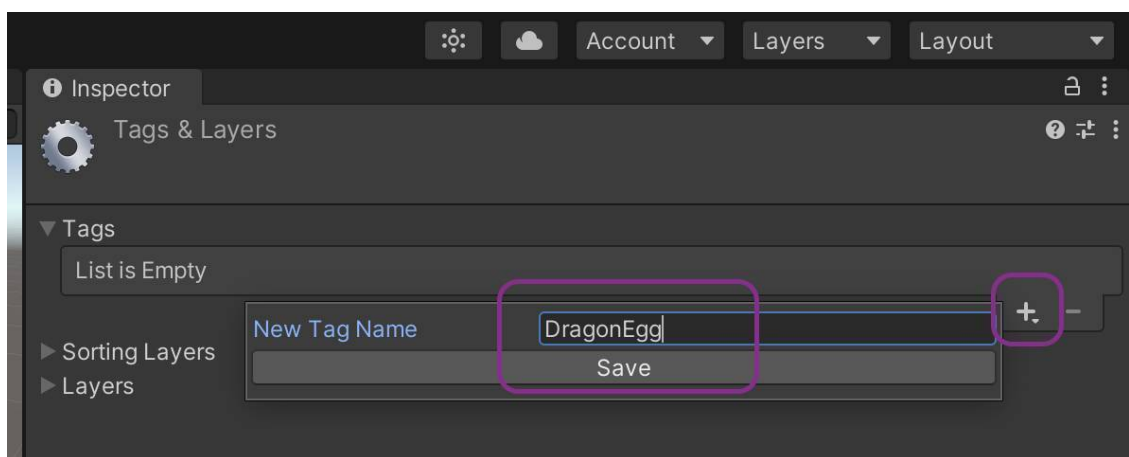 Account Layers Layout
Inspector
Tags & Layers
Tags
List is Empty
New Tag Name DragonEgg
Save
Sorting Layers
Layers